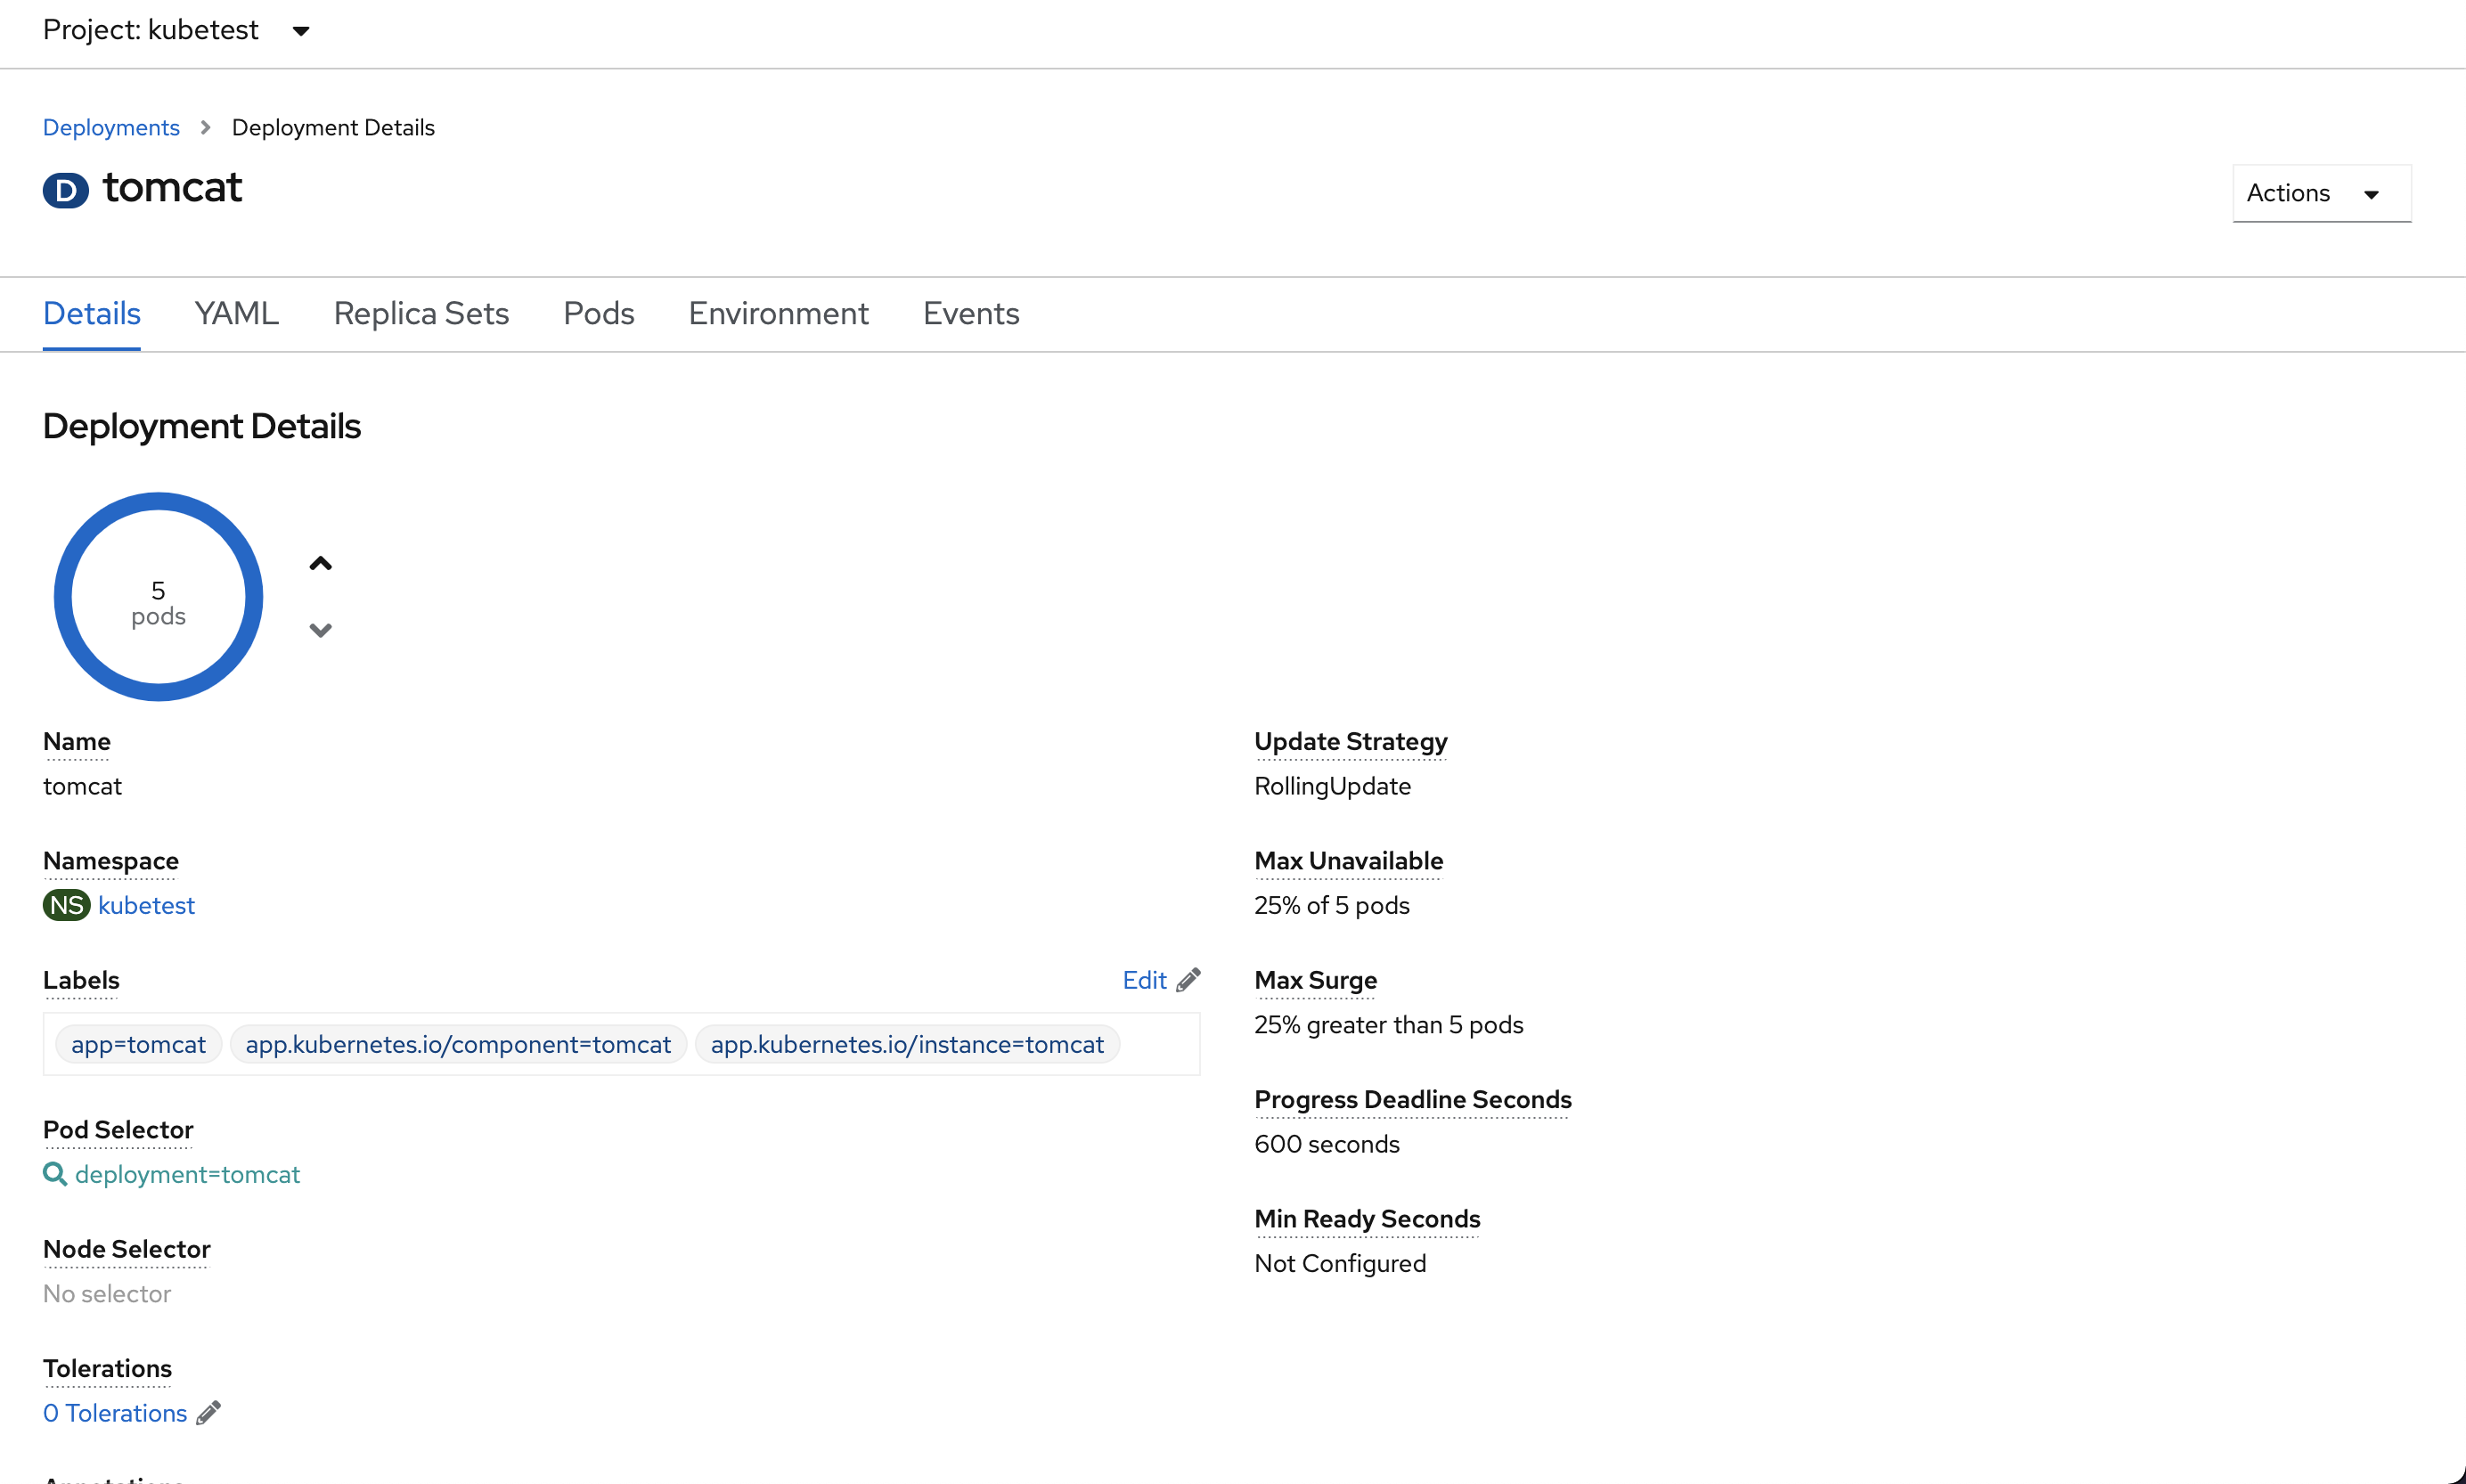 Project: kubetest
Deployments > Deployment Details
D tomcat
Actions
Details YAML Replica Sets Pods Environment Events
Deployment Details
5
pods
Name
tomcat
Namespace
NS kubetest
Labels
Edit
app=tomcat app.kubernetes.io/component=tomcat app.kubernetes.io/instance=tomcat
Pod Selector
deployment=tomcat
Node Selector
No selector
Tolerations
0 Tolerations
Update Strategy
RollingUpdate
Max Unavailable
25% of 5 pods
Max Surge
25% greater than 5 pods
Progress Deadline Seconds
600 seconds
Min Ready Seconds
Not Configured